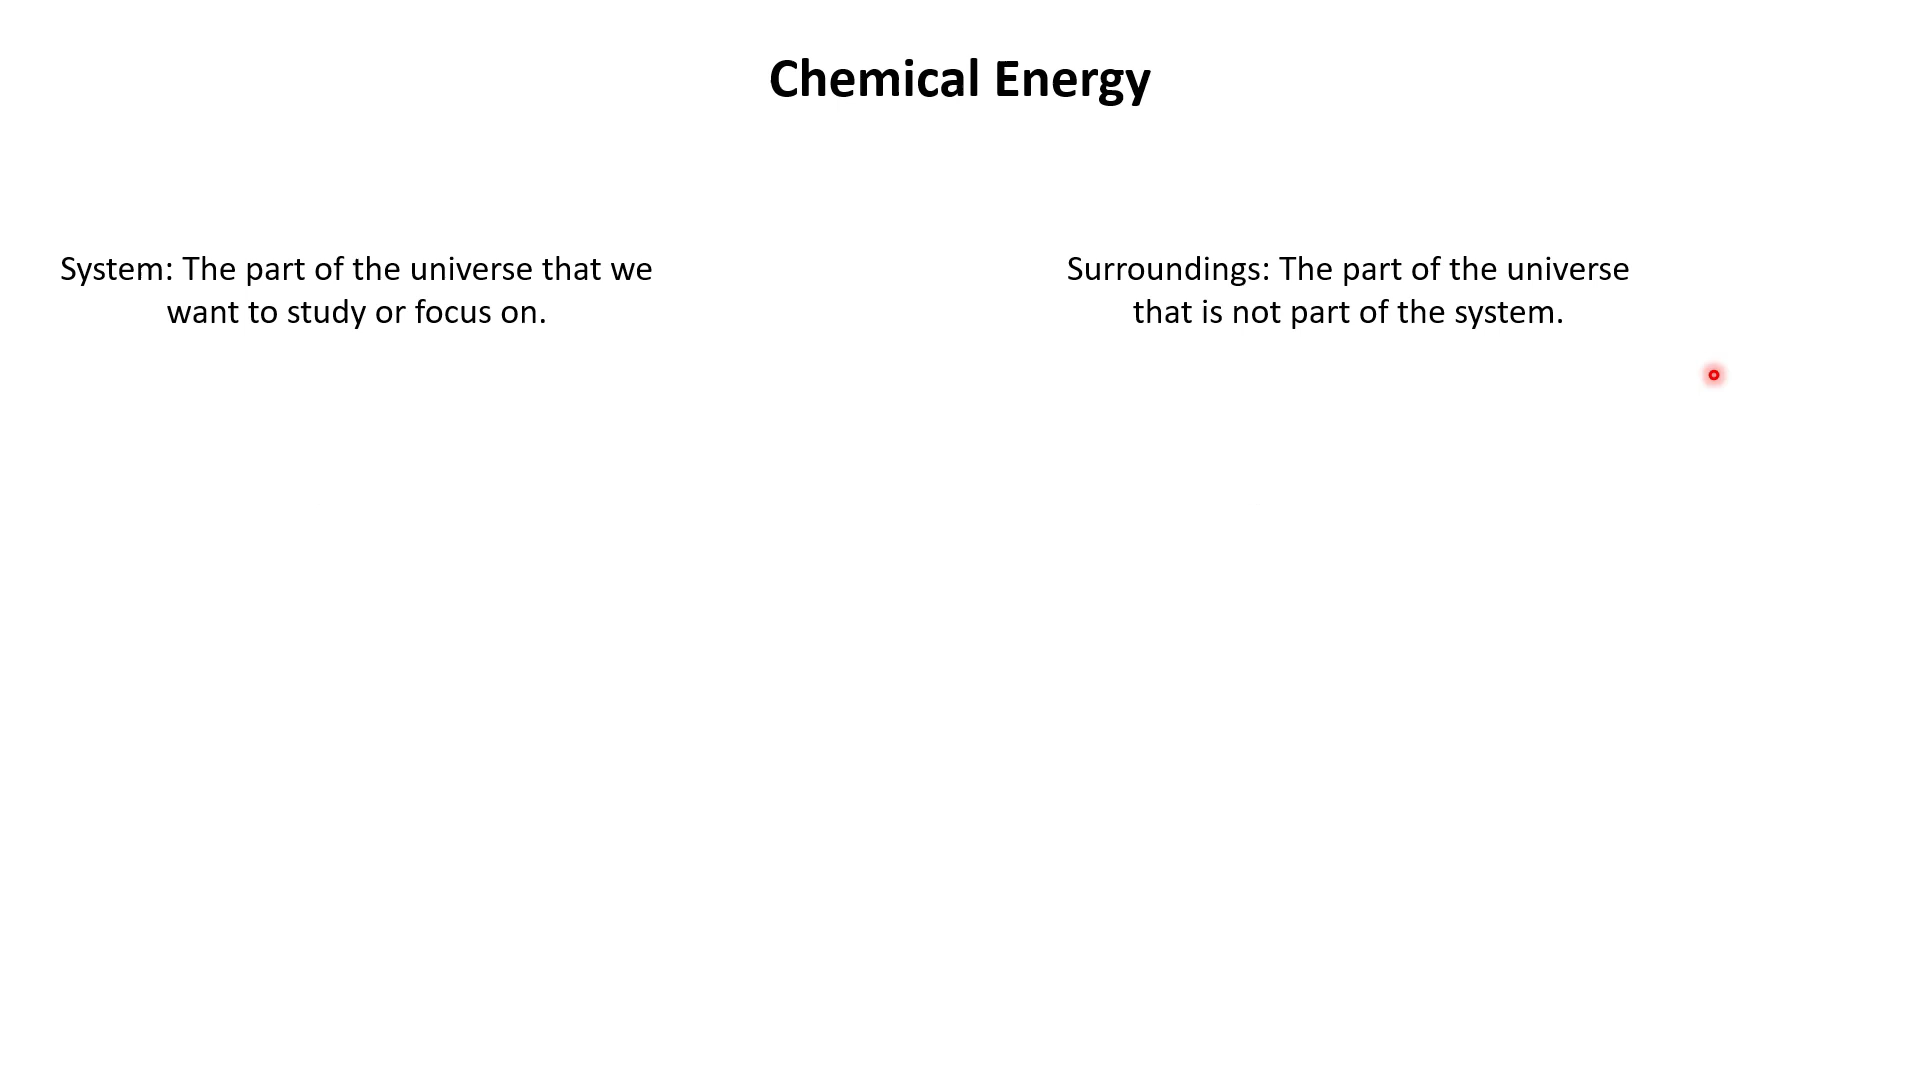 Chemical Energy
System: The part of the universe that we
want to study or focus on.
Surroundings: The part of the universe
that is not part of the system.